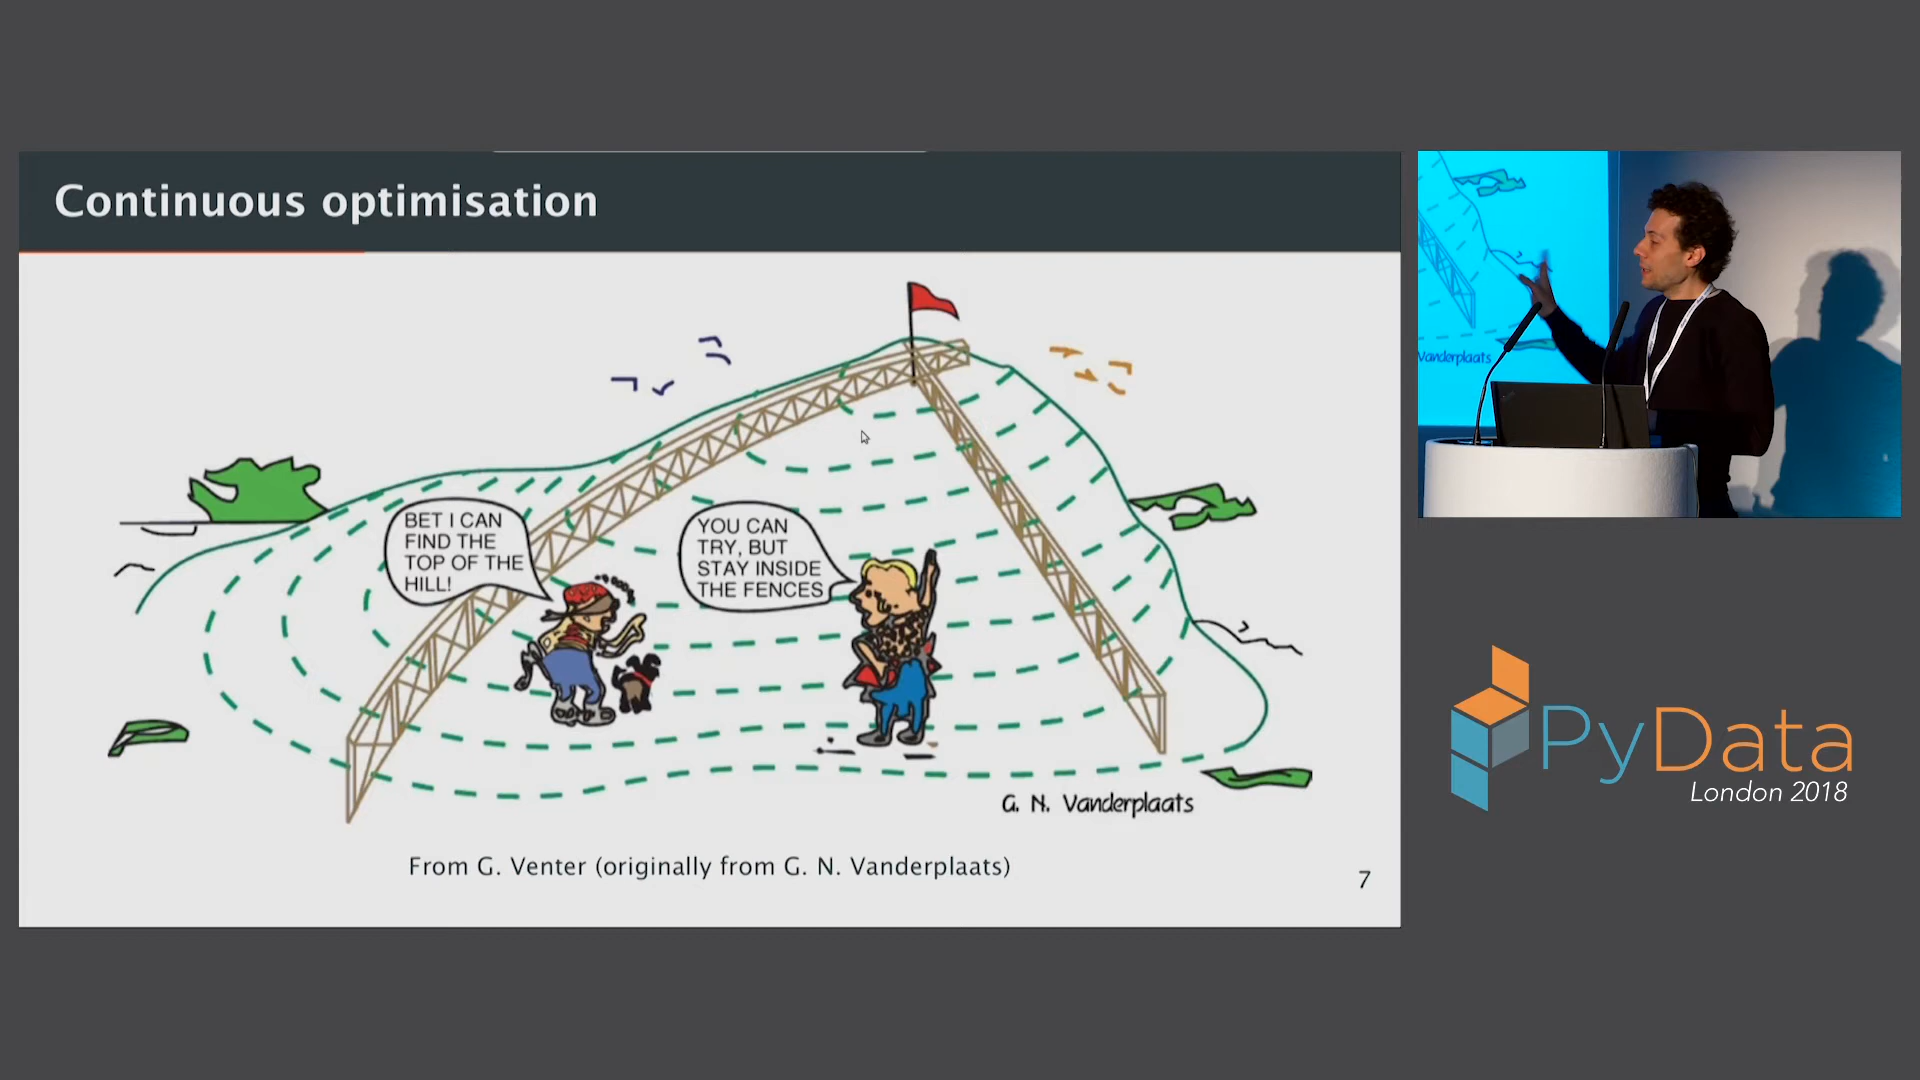 Continuous optimisation
BET I CAN
FIND THE
TOP OF THE
HILL!
YOU CAN
TRY, BUT
STAY INSIDE
THE FENCES
G. N. Vanderplaats
From G. Venter (originally from G. N. Vanderplaats)
7
Vanderplaats
PyData
London 2018